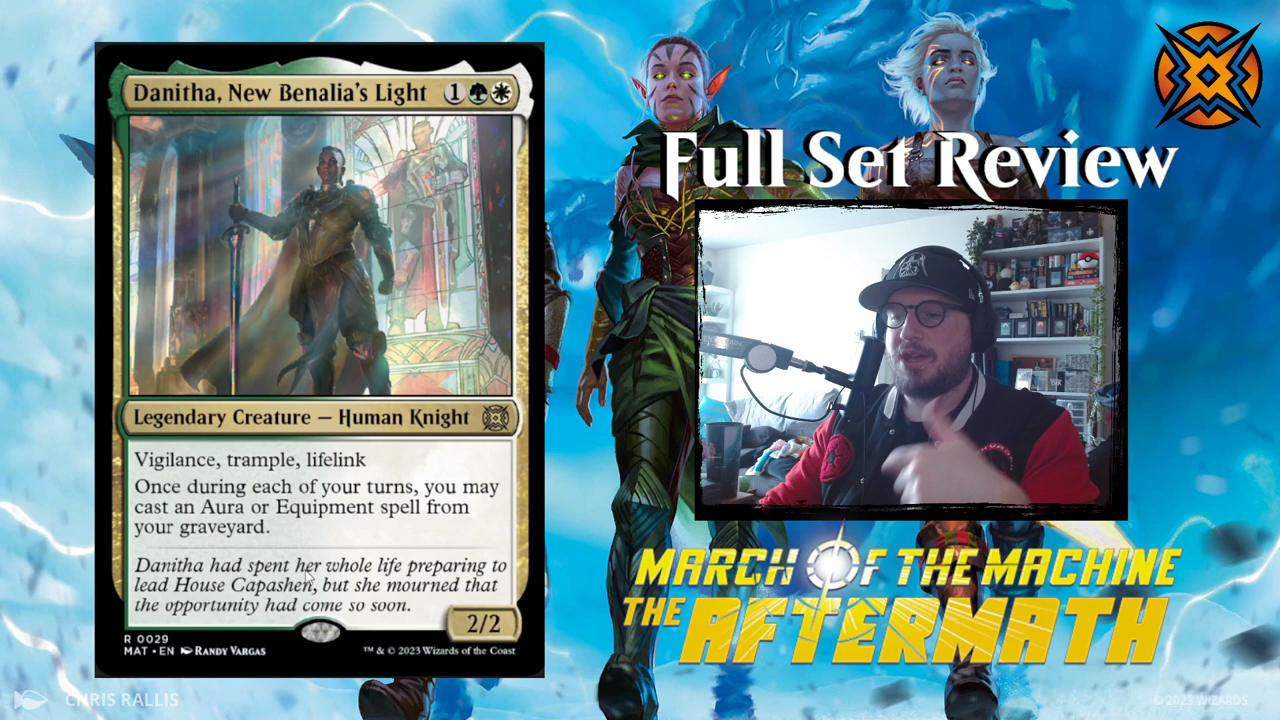 Danitha, New Benalia's Light 1
Legendary Creature — Human Knight
Vigilance, trample, lifelink
Once during each of your turns, you may
cast an Aura or Equipment spell from
your graveyard.
Danitha had spent her whole life preparing to
lead House Capashen, but she mourned that
the opportunity had come so soon.
2/2
R 0029
MAT • EN RANDY VARGAS
™ & © 2023 Wizards of the Coast
Full Set Review
MARCH OF THE MACHINE
THE AFTERMATH
CHRIS RALLIS
© 2023 WIZARDS